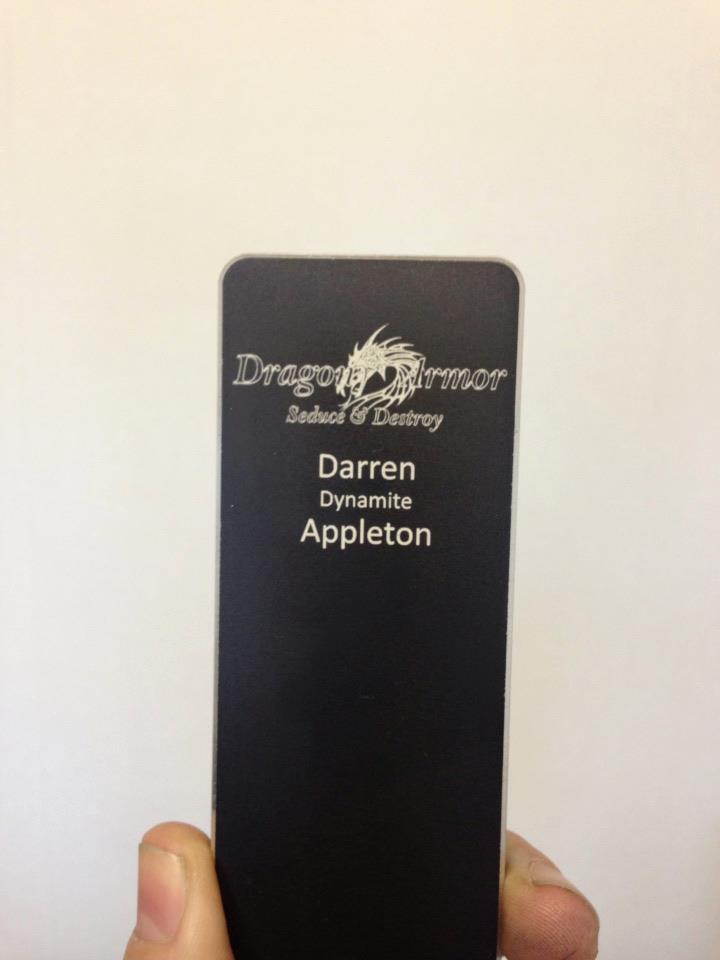 Dragon Armor
Seduce & Destroy
Darren
Dynamite
Appleton